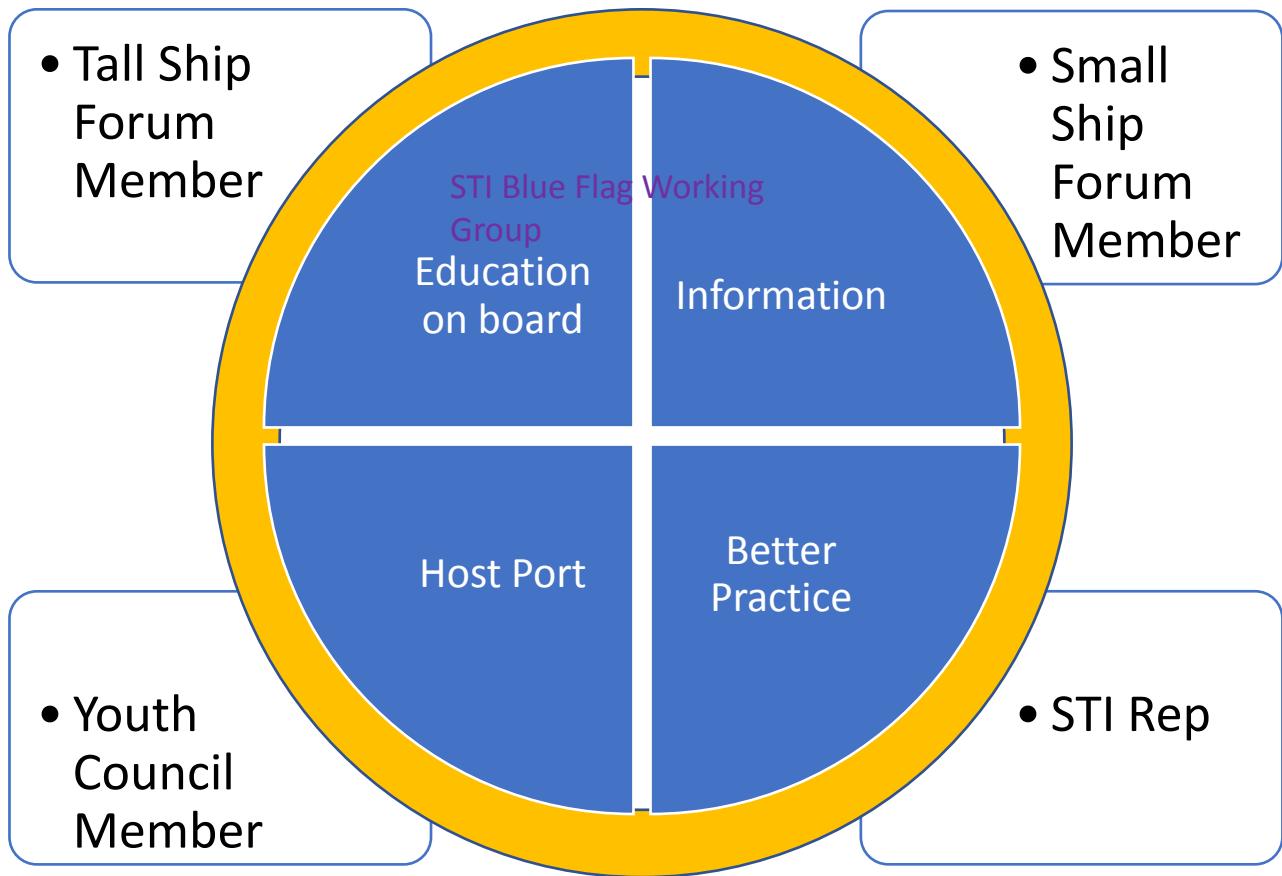 • Tall Ship
Forum
Member
• Small
Ship
Forum
Member
STI Blue Flag Working
Group
Education
on board
Information
Host Port
Better
Practice
• Youth
Council
Member
• STI Rep